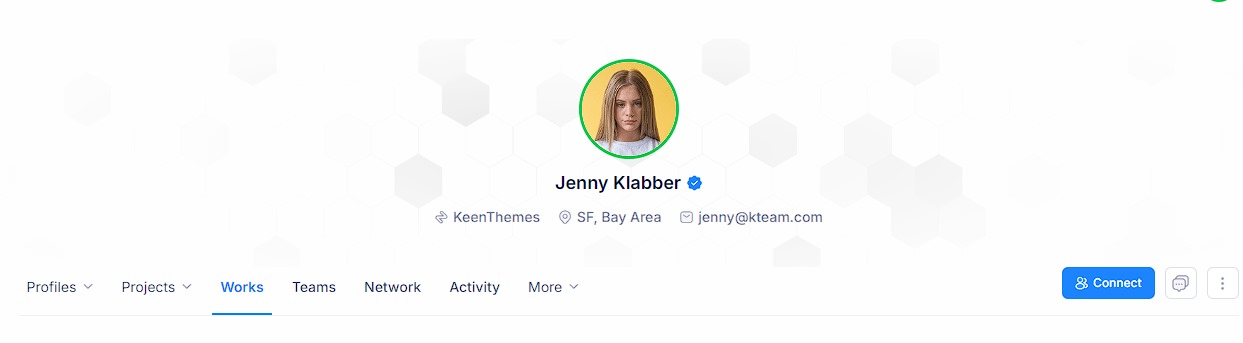 Jenny Klabber
KeenThemes SF, Bay Area jenny@kteam.com
Profiles Projects Works Teams Network Activity More Connect